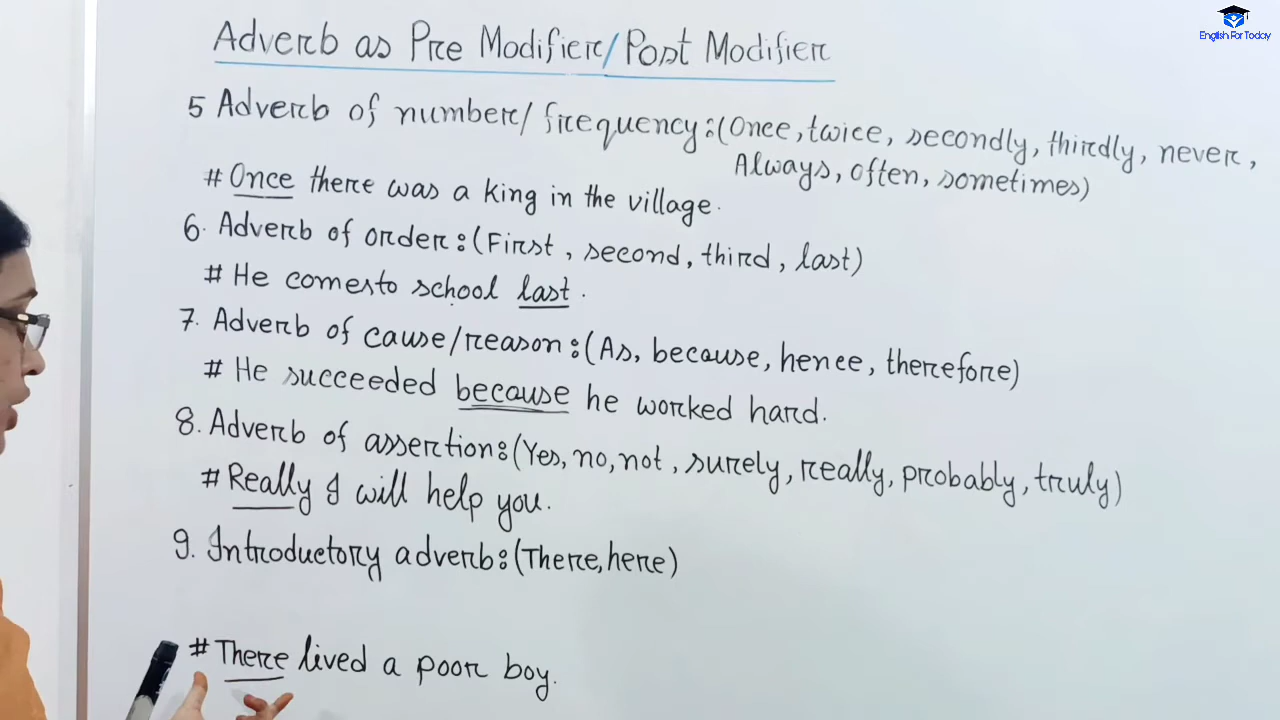 English For Today
Adverb as Pre Modifier/Post Modifier
5 Adverb of number/frequency:(Once, twice, secondly, thirdly, never,
Always, often, sometimes)
# Once there was a king in the village.
6. Adverb of order:(First, second, third, last)
# He comesto school last.
7. Adverb of cause/reason:(As, because, hence, therefore)
# He succeeded because he worked hard.
8. Adverb of assertion:(Yes, no, not, surely, really, probably, truly)
# Really I will help you.
9. Introductory adverb:(There, here)
# There lived a poor boy.